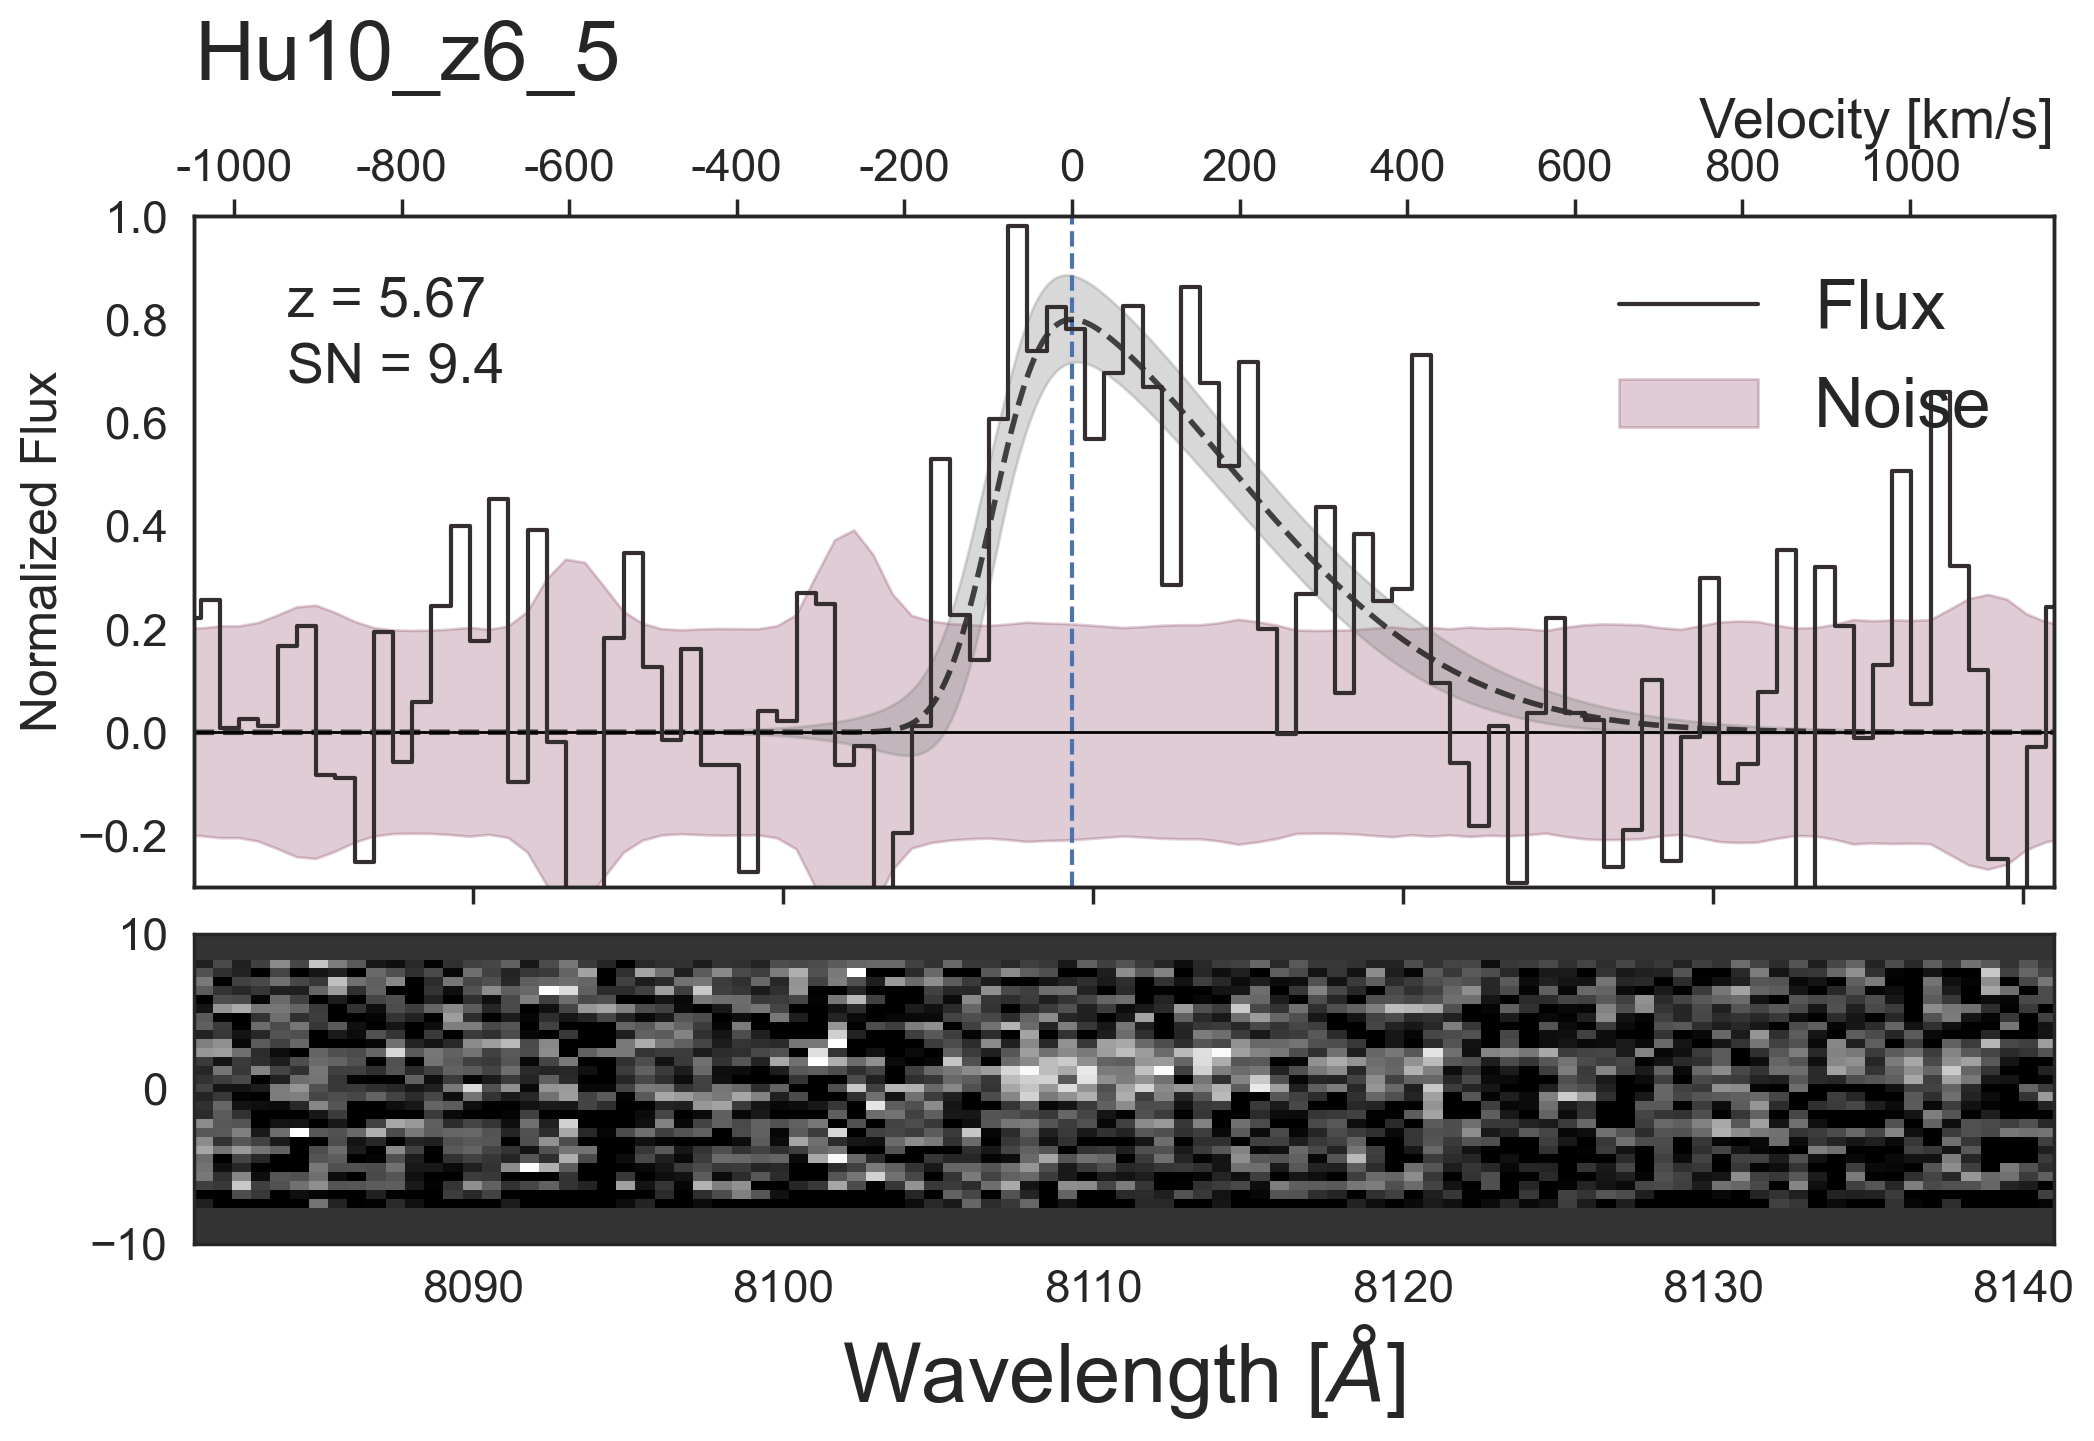 Hu10_z6_5
Velocity [km/s]
-1000 -800 -600 -400 -200 0 200 400 600 800 1000
1.0
0.8
0.6
0.4
0.2
0.0
−0.2
Normalized Flux
z = 5.67
SN = 9.4
Flux
Noise
10
0
−10
8090 8100 8110 8120 8130 8140
Wavelength [Å]